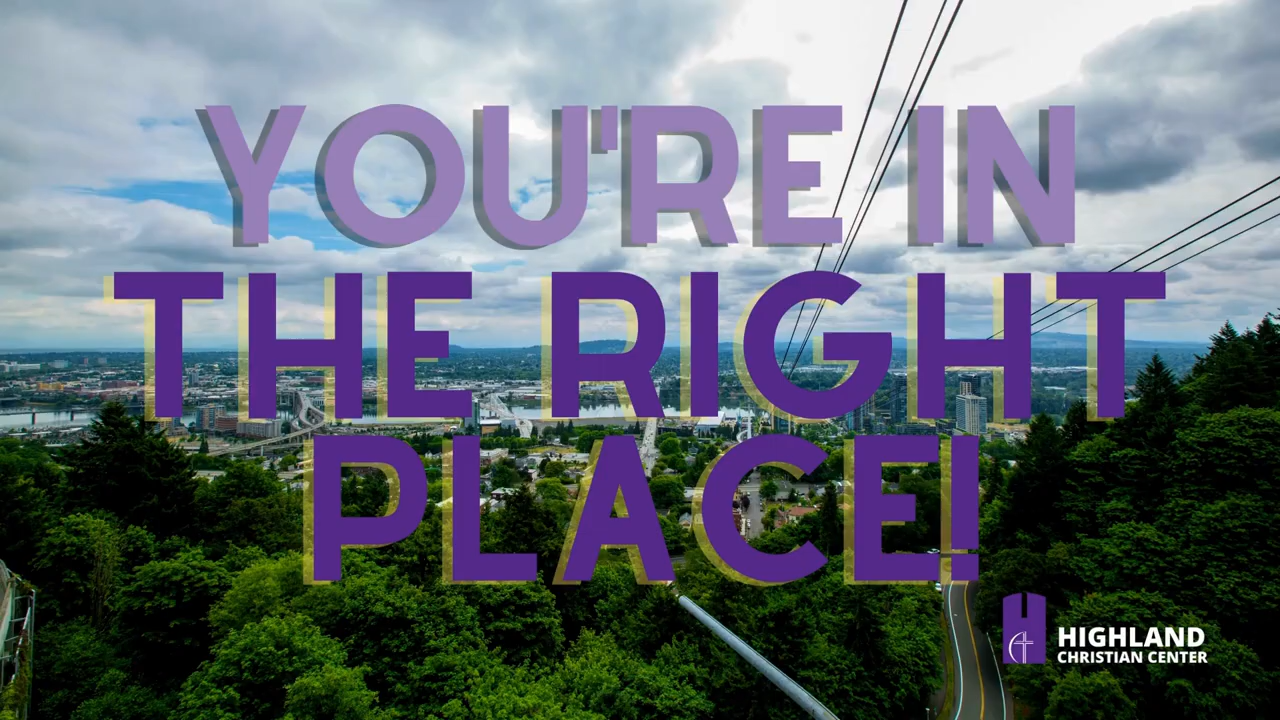 YOU'RE IN
THE RIGHT
PLACE!
HIGHLAND
CHRISTIAN CENTER